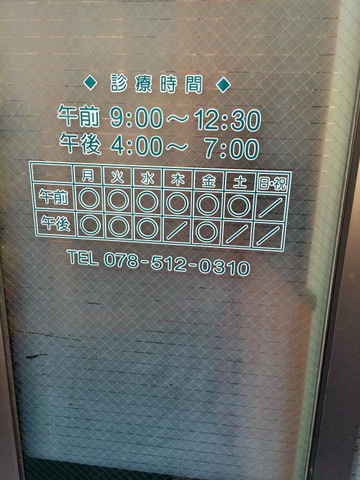 ◆ 診療時間 ◆
午前 9:00～12:30
午後 4:00～ 7:00
月 火 水 木 金 土 日・祝
午前 ○ ○ ○ ○ ○ ○ ／
午後 ○ ○ ○ ／ ○ ／ ／
TEL 078-512-0310